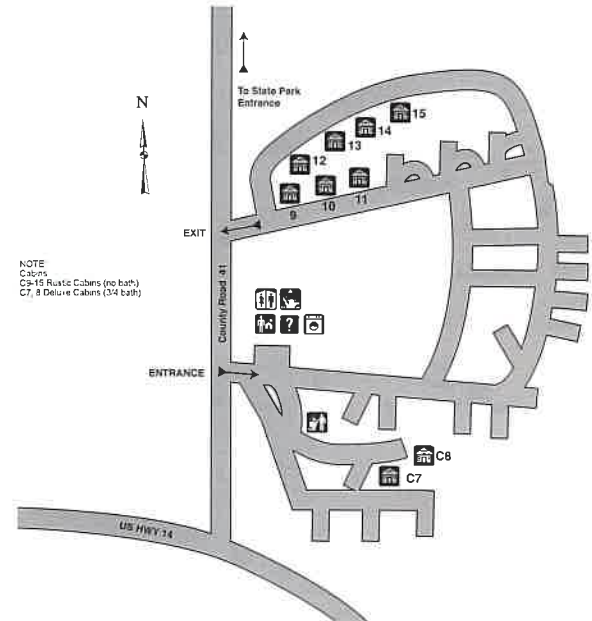 To State Park
Entrance
N
15
14
13
12
11
10
9
EXIT
NOTE
Cabins
C9-15 Rustic Cabins (no bath)
C7, 8 Deluxe Cabins (3/4 bath)
County Road 41
?
ENTRANCE
C8
C7
US HWY 14